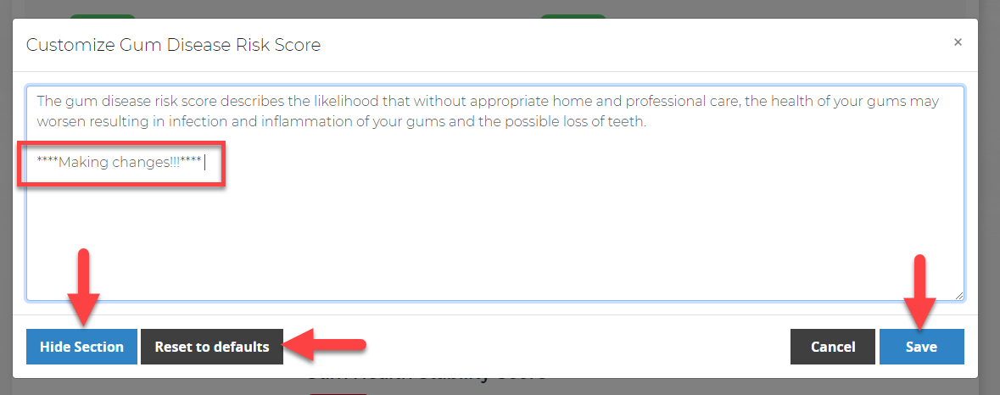 Customize Gum Disease Risk Score
×
The gum disease risk score describes the likelihood that without appropriate home and professional care, the health of your gums may
worsen resulting in infection and inflammation of your gums and the possible loss of teeth.
****Making changes!!!****
Hide Section
Reset to defaults
Cancel
Save